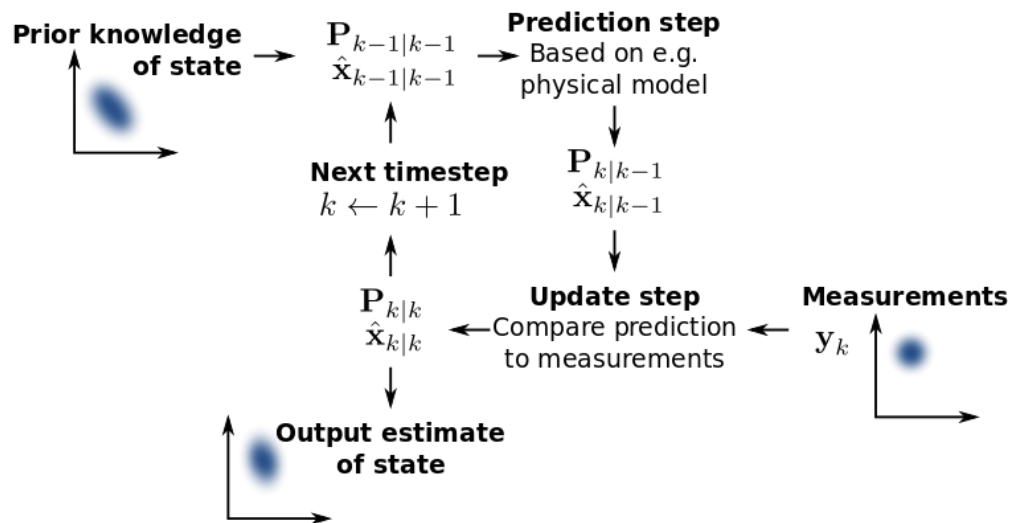 Prior knowledge
of state
P_{k−1|k−1}
x̂_{k−1|k−1}
Prediction step
Based on e.g.
physical model
P_{k|k−1}
x̂_{k|k−1}
Next timestep
k ← k + 1
P_{k|k}
x̂_{k|k}
Update step
Compare prediction
to measurements
Measurements
y_k
Output estimate
of state